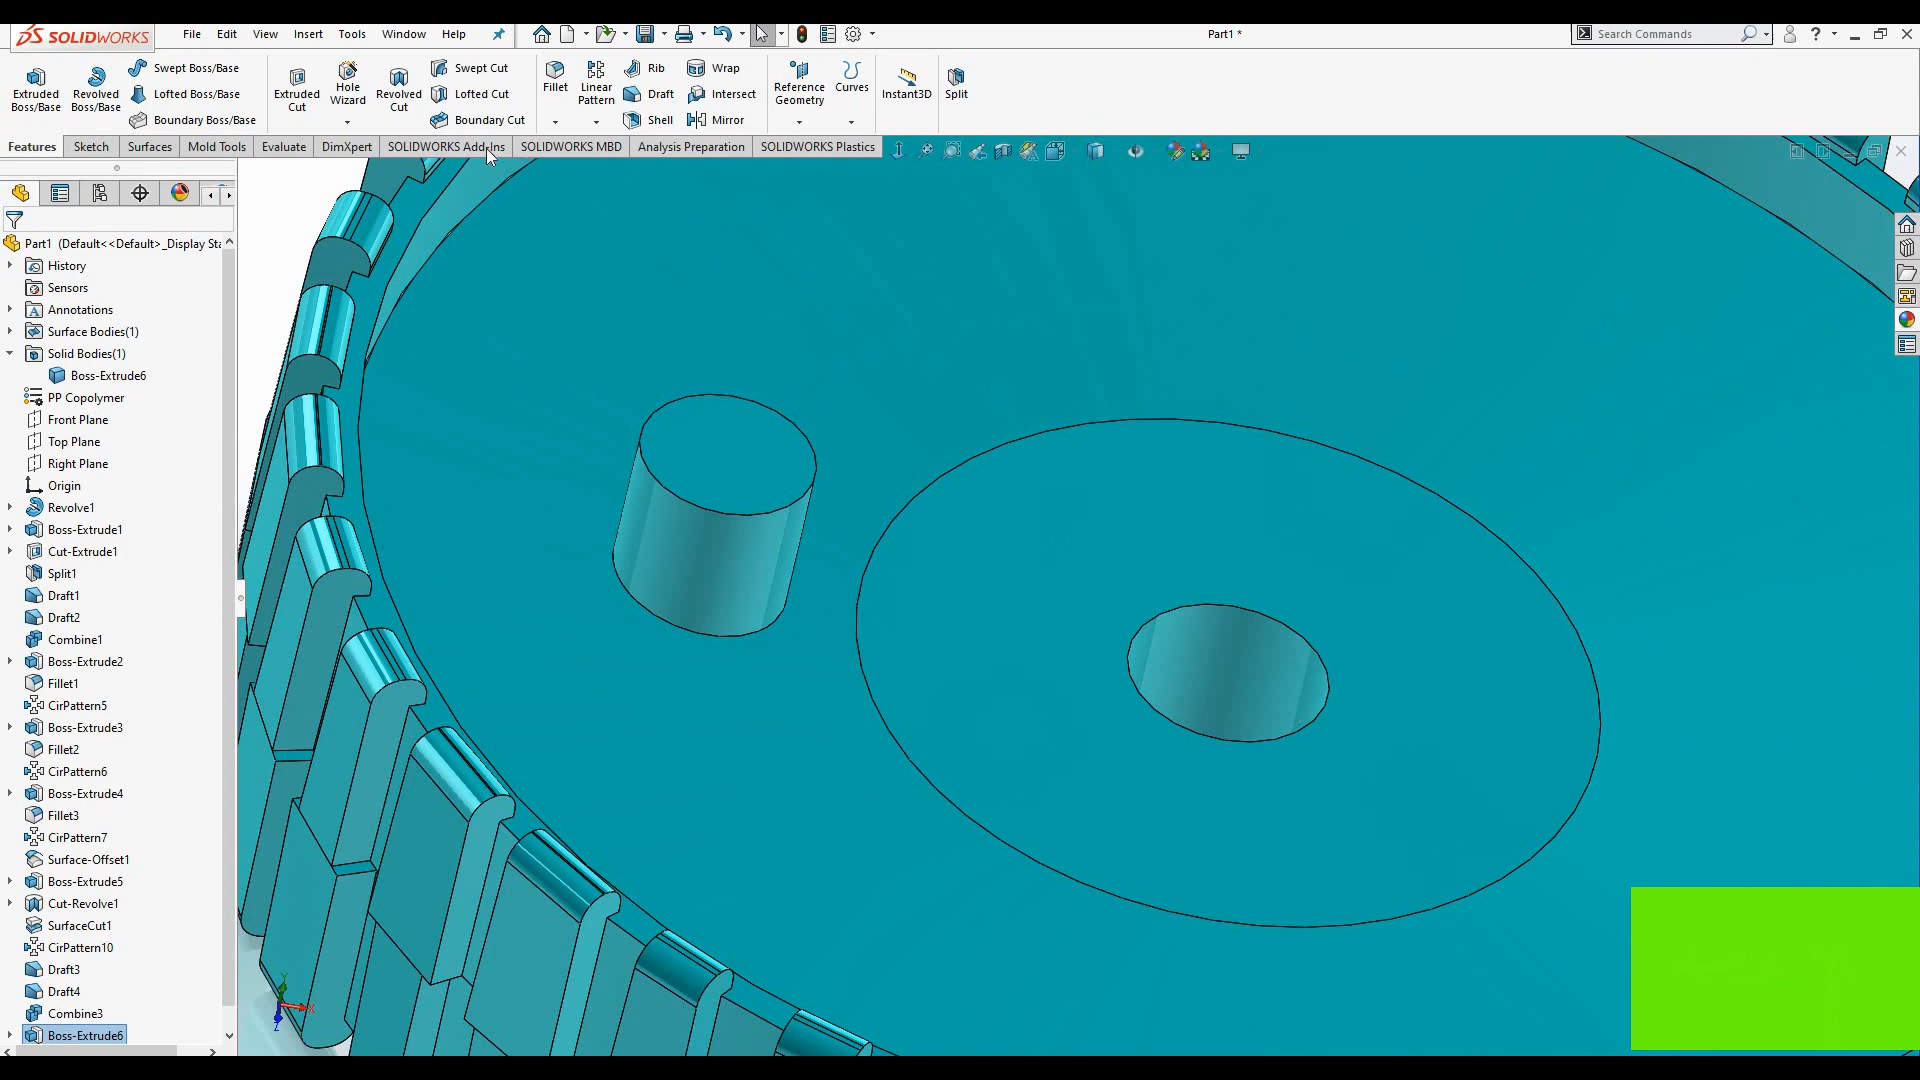 SOLIDWORKS File Edit View Insert Tools Window Help Part1 * Search Commands
Extruded Boss/Base
Revolved Boss/Base
Swept Boss/Base
Lofted Boss/Base
Boundary Boss/Base
Extruded Cut
Hole Wizard
Revolved Cut
Swept Cut
Lofted Cut
Boundary Cut
Fillet
Linear Pattern
Rib
Draft
Shell
Wrap
Intersect
Mirror
Reference Geometry
Curves
Instant3D
Split
Features Sketch Surfaces Mold Tools Evaluate DimXpert SOLIDWORKS Add-Ins SOLIDWORKS MBD Analysis Preparation SOLIDWORKS Plastics
Part1 (Default<<Default>_Display Sta
History
Sensors
Annotations
Surface Bodies(1)
Solid Bodies(1)
Boss-Extrude6
PP Copolymer
Front Plane
Top Plane
Right Plane
Origin
Revolve1
Boss-Extrude1
Cut-Extrude1
Split1
Draft1
Draft2
Combine1
Boss-Extrude2
Fillet1
CirPattern5
Boss-Extrude3
Fillet2
CirPattern6
Boss-Extrude4
Fillet3
CirPattern7
Surface-Offset1
Boss-Extrude5
Cut-Revolve1
SurfaceCut1
CirPattern10
Draft3
Draft4
Combine3
Boss-Extrude6
Y
X
Z